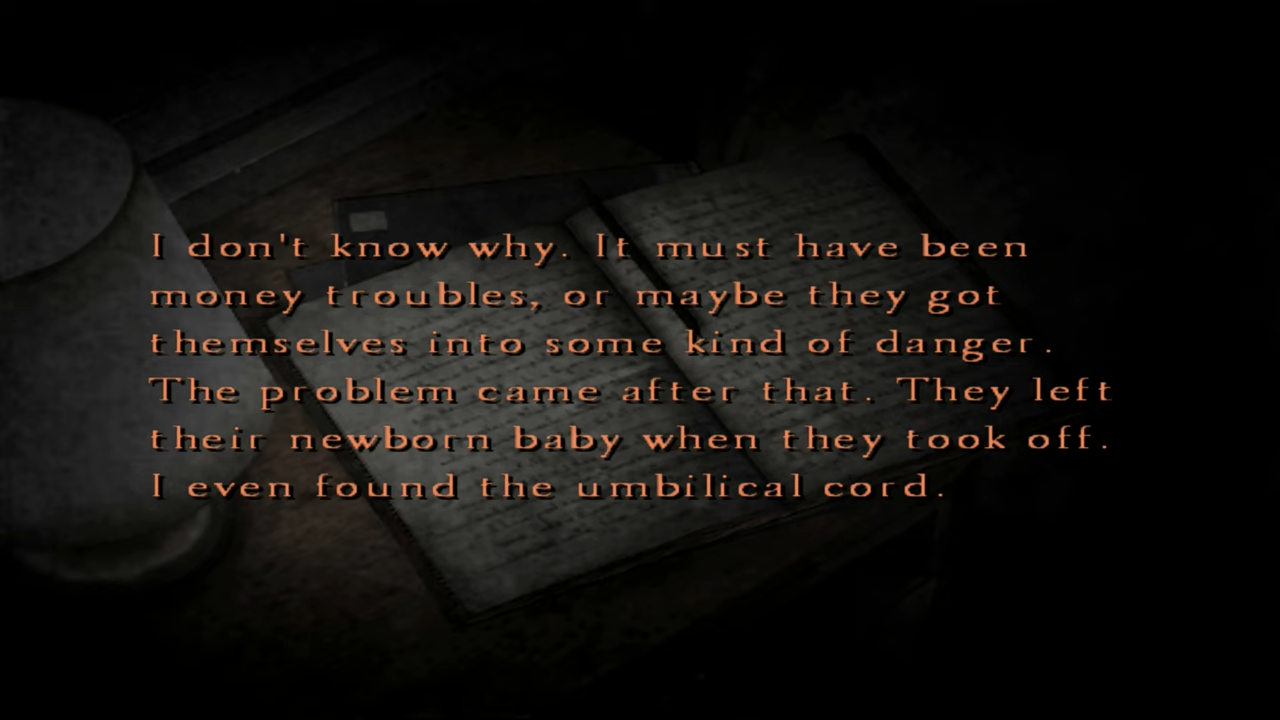 I don't know why. It must have been
money troubles, or maybe they got
themselves into some kind of danger.
The problem came after that. They left
their newborn baby when they took off.
I even found the umbilical cord.